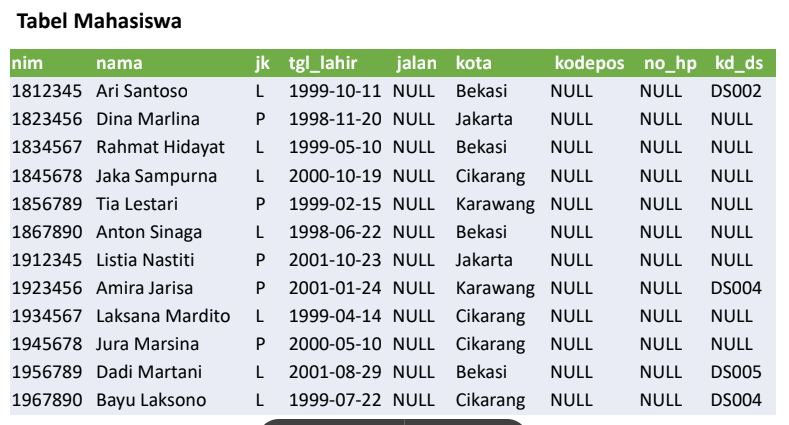 Tabel Mahasiswa
nim nama jk tgl_lahir jalan kota kodepos no_hp kd_ds
1812345 Ari Santoso L 1999-10-11 NULL Bekasi NULL NULL DS002
1823456 Dina Marlina P 1998-11-20 NULL Jakarta NULL NULL NULL
1834567 Rahmat Hidayat L 1999-05-10 NULL Bekasi NULL NULL NULL
1845678 Jaka Sampurna L 2000-10-19 NULL Cikarang NULL NULL NULL
1856789 Tia Lestari P 1999-02-15 NULL Karawang NULL NULL NULL
1867890 Anton Sinaga L 1998-06-22 NULL Bekasi NULL NULL NULL
1912345 Listia Nastiti P 2001-10-23 NULL Jakarta NULL NULL NULL
1923456 Amira Jarisa P 2001-01-24 NULL Karawang NULL NULL DS004
1934567 Laksana Mardito L 1999-04-14 NULL Cikarang NULL NULL NULL
1945678 Jura Marsina P 2000-05-10 NULL Cikarang NULL NULL NULL
1956789 Dadi Martani L 2001-08-29 NULL Bekasi NULL NULL DS005
1967890 Bayu Laksono L 1999-07-22 NULL Cikarang NULL NULL DS004